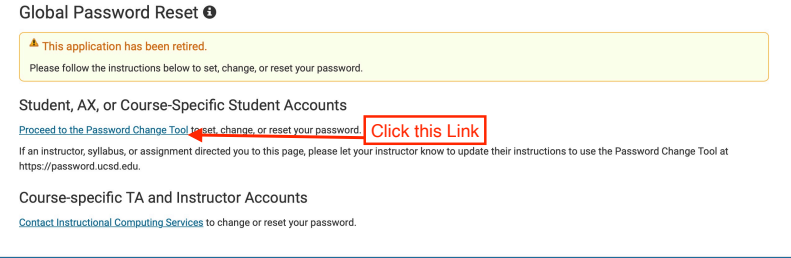 Global Password Reset
This application has been retired.
Please follow the instructions below to set, change, or reset your password.
Student, AX, or Course-Specific Student Accounts
Proceed to the Password Change Tool to set, change, or reset your password. Click this Link
If an instructor, syllabus, or assignment directed you to this page, please let your instructor know to update their instructions to use the Password Change Tool at
https://password.ucsd.edu.
Course-specific TA and Instructor Accounts
Contact Instructional Computing Services to change or reset your password.